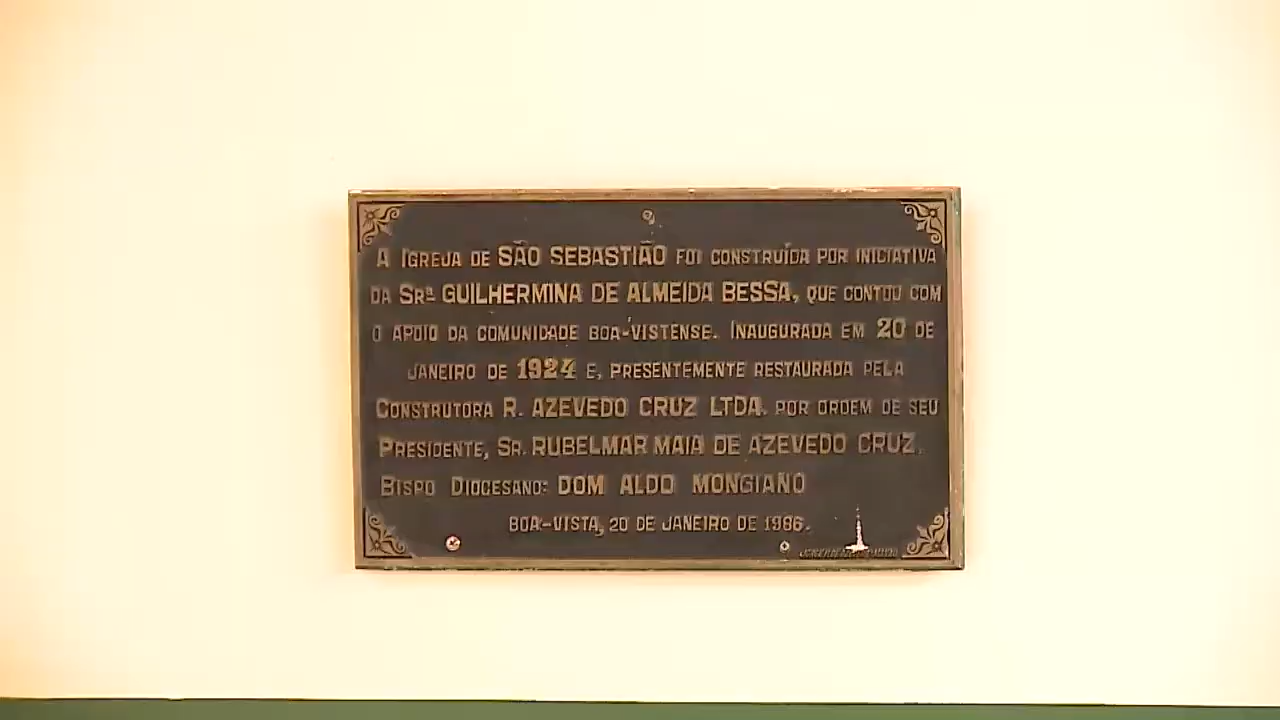 A IGREJA DE SÃO SEBASTIÃO FOI CONSTRUÍDA POR INICIATIVA
DA SRª GUILHERMINA DE ALMEIDA BESSA, QUE CONTOU COM
O APOIO DA COMUNIDADE BOA-VISTENSE. INAUGURADA EM 20 DE
JANEIRO DE 1924 E, PRESENTEMENTE RESTAURADA PELA
CONSTRUTORA R. AZEVEDO CRUZ LTDA. POR ORDEM DE SEU
PRESIDENTE, SR. RUBELMAR MAIA DE AZEVEDO CRUZ.
BISPO DIOCESANO: DOM ALDO MONGIANO
BOA-VISTA, 20 DE JANEIRO DE 1986.